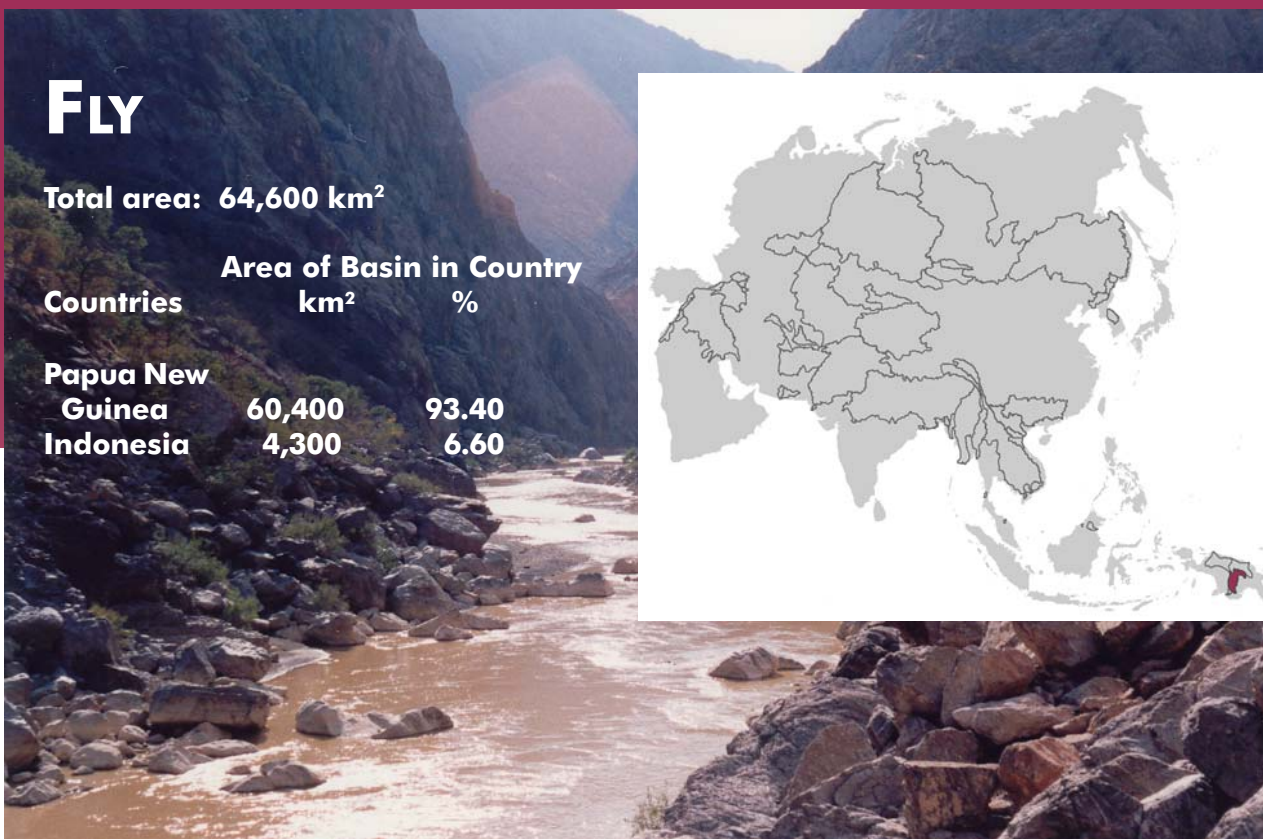 FLY
Total area: 64,600 km²
Area of Basin in Country
Countries km² %
Papua New
Guinea 60,400 93.40
Indonesia 4,300 6.60